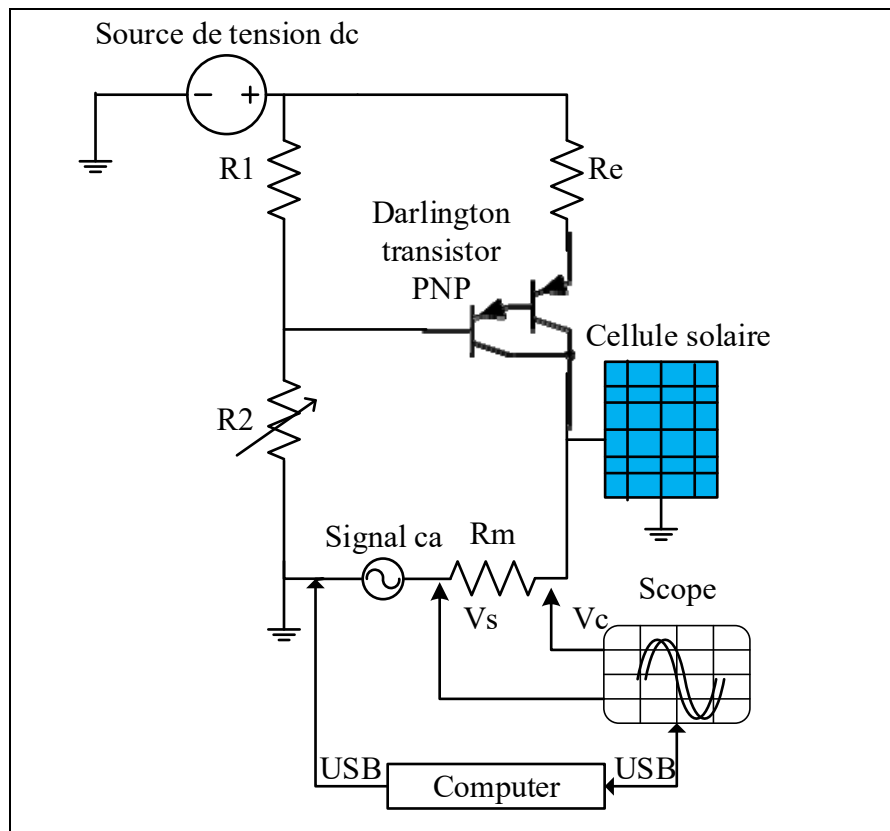 Source de tension dc
− +
R1
Re
Darlington
transistor
PNP
Cellule solaire
R2
Signal ca
Rm
Scope
Vs
Vc
USB
Computer
USB